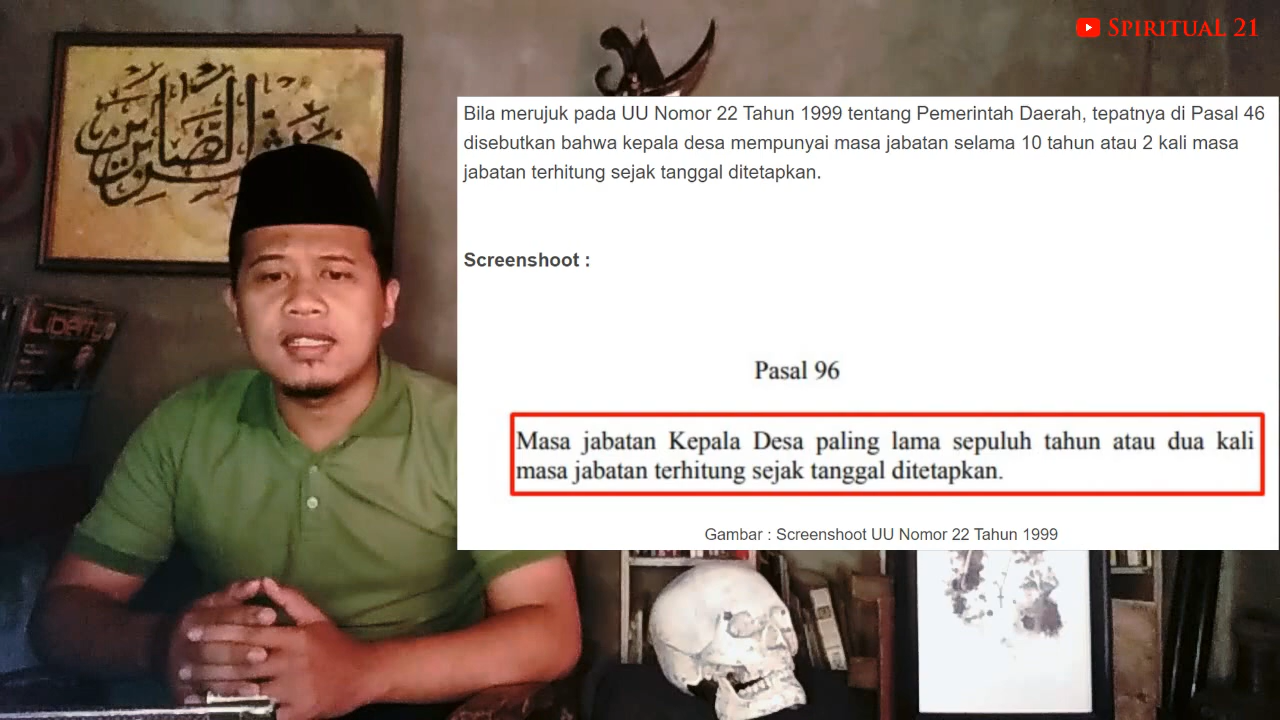 SPIRITUAL 21
Bila merujuk pada UU Nomor 22 Tahun 1999 tentang Pemerintah Daerah, tepatnya di Pasal 46
disebutkan bahwa kepala desa mempunyai masa jabatan selama 10 tahun atau 2 kali masa
jabatan terhitung sejak tanggal ditetapkan.
Screenshoot :
Pasal 96
Masa jabatan Kepala Desa paling lama sepuluh tahun atau dua kali
masa jabatan terhitung sejak tanggal ditetapkan.
Gambar : Screenshoot UU Nomor 22 Tahun 1999
Liberty